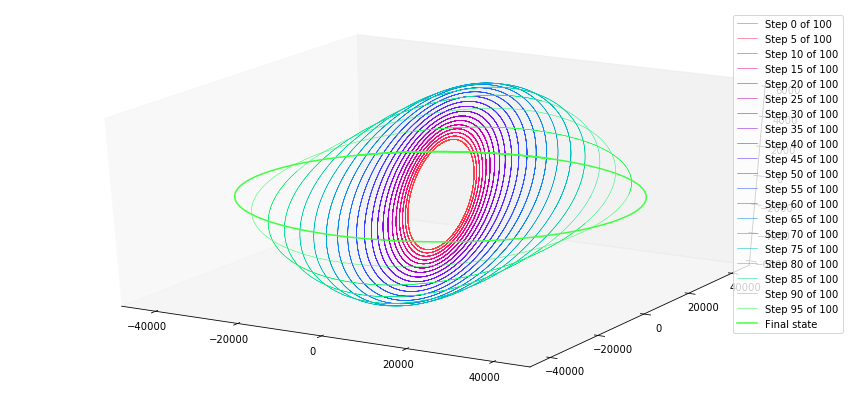 Step 0 of 100
Step 5 of 100
Step 10 of 100
Step 15 of 100
Step 20 of 100
Step 25 of 100
Step 30 of 100
Step 35 of 100
Step 40 of 100
Step 45 of 100
Step 50 of 100
Step 55 of 100
Step 60 of 100
Step 65 of 100
Step 70 of 100
Step 75 of 100
Step 80 of 100
Step 85 of 100
Step 90 of 100
Step 95 of 100
Final state
−40000
−20000
0
20000
40000
−40000
−20000
0
20000
40000